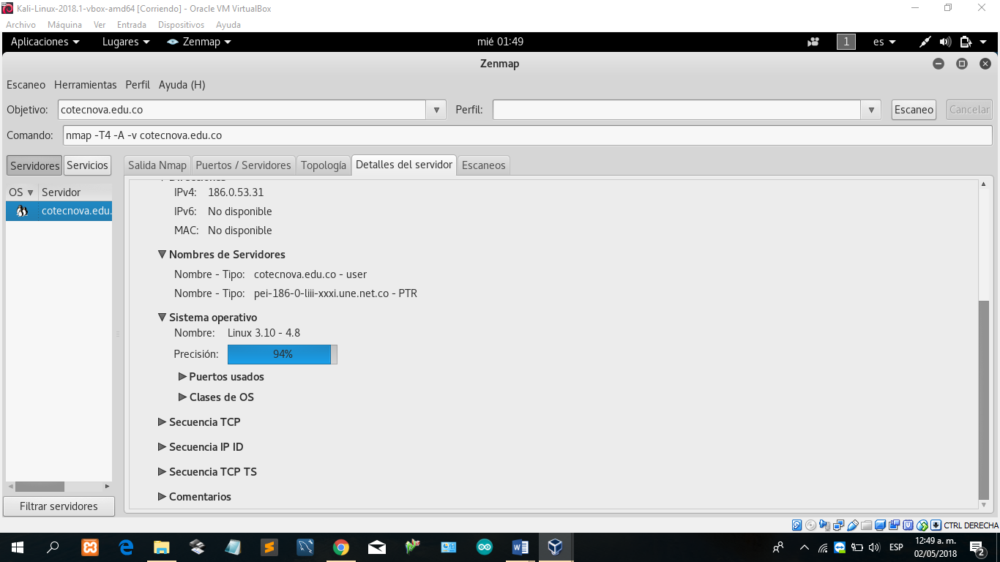 Kali-Linux-2018.1-vbox-amd64 [Corriendo] - Oracle VM VirtualBox
Archivo Máquina Ver Entrada Dispositivos Ayuda
Aplicaciones Lugares Zenmap mié 01:49 1 es
Zenmap
Escaneo Herramientas Perfil Ayuda (H)
Objetivo: cotecnova.edu.co Perfil: Escaneo Cancelar
Comando: nmap -T4 -A -v cotecnova.edu.co
Servidores Servicios Salida Nmap Puertos / Servidores Topología Detalles del servidor Escaneos
OS Servidor
cotecnova.edu.
Direcciones
IPv4: 186.0.53.31
IPv6: No disponible
MAC: No disponible
Nombres de Servidores
Nombre - Tipo: cotecnova.edu.co - user
Nombre - Tipo: pei-186-0-liii-xxxi.une.net.co - PTR
Sistema operativo
Nombre: Linux 3.10 - 4.8
Precisión: 94%
Puertos usados
Clases de OS
Secuencia TCP
Secuencia IP ID
Secuencia TCP TS
Comentarios
Filtrar servidores
CTRL DERECHA
ESP 12:49 a. m.
02/05/2018 2